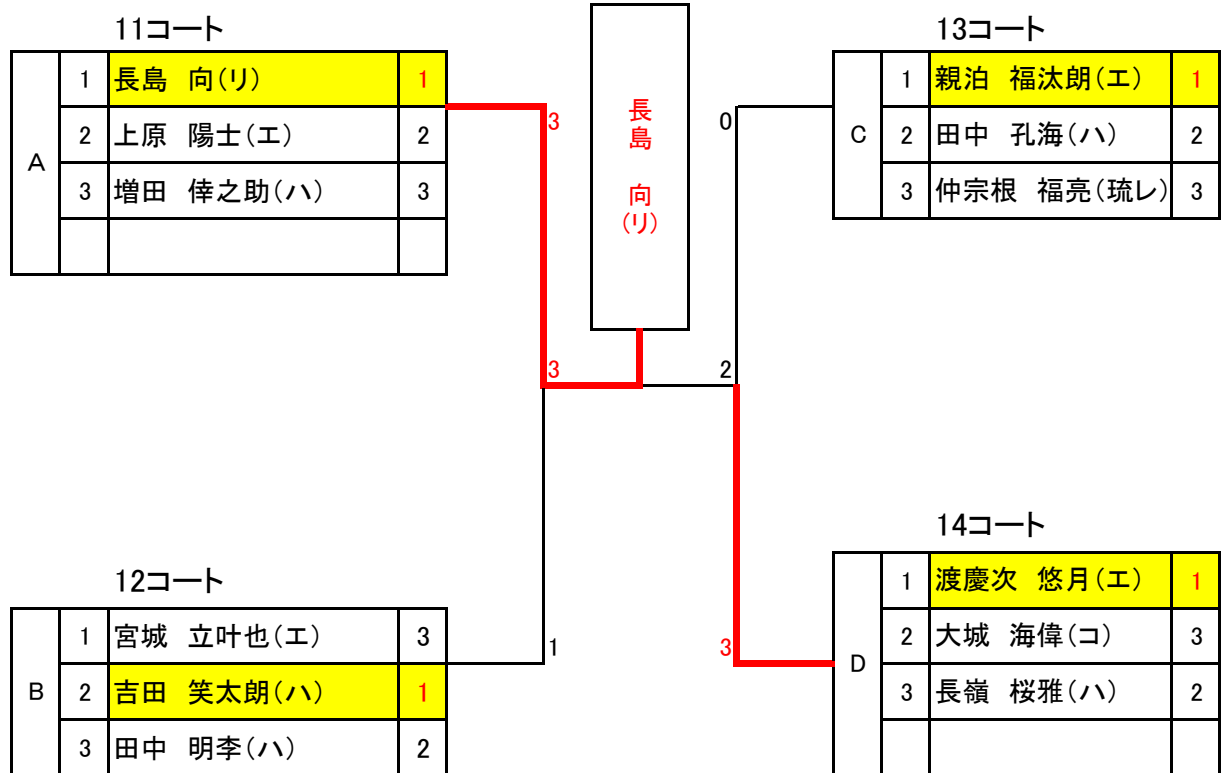 11コート
A
1 長島　向(リ) 1
2 上原　陽士(エ) 2
3 増田　倖之助(ハ) 3
長島　向(リ)
13コート
C
1 親泊　福汰朗(エ) 1
2 田中　孔海(ハ) 2
3 仲宗根　福亮(琉レ) 3
3
0
3
2
12コート
B
1 宮城　立叶也(エ) 3
2 吉田　笑太朗(ハ) 1
3 田中　明李(ハ) 2
1
3
14コート
D
1 渡慶次　悠月(エ) 1
2 大城　海偉(コ) 3
3 長嶺　桜雅(ハ) 2